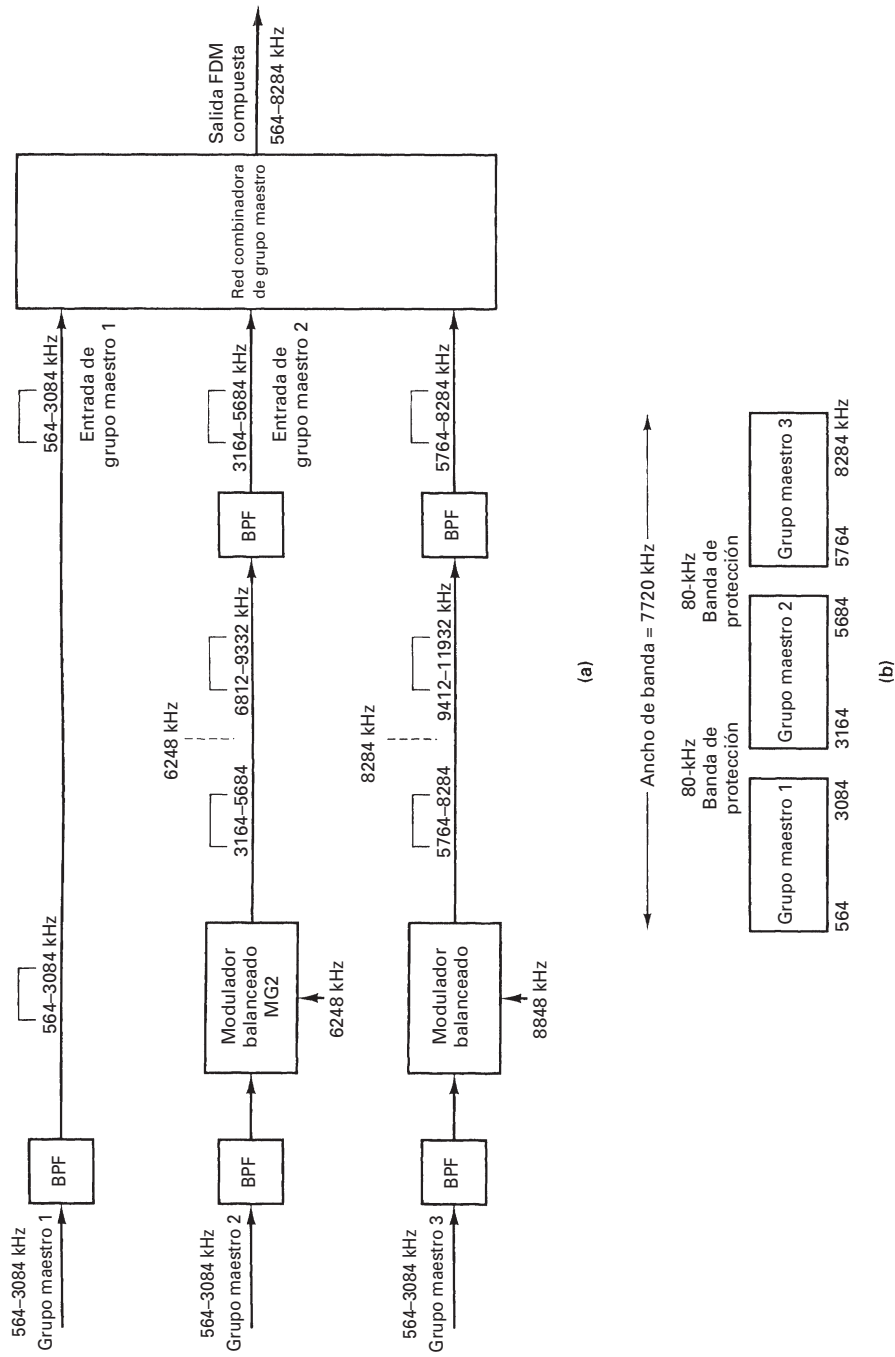 564–3084 kHz
Grupo maestro 1
BPF
564–3084 kHz
564–3084 kHz
Entrada de
grupo maestro 1
564–3084 kHz
Grupo maestro 2
BPF
Modulador
balanceado
MG2
6248 kHz
3164–5684
6248 kHz
6812–9332 kHz
BPF
3164–5684 kHz
Entrada de
grupo maestro 2
564–3084 kHz
Grupo maestro 3
BPF
Modulador
balanceado
8848 kHz
5764–8284
8284 kHz
9412–11932 kHz
BPF
5764–8284 kHz
Red combinadora
de grupo maestro
Salida FDM
compuesta
564–8284 kHz
(a)
Ancho de banda = 7720 kHz
80-kHz
Banda de
protección
80-kHz
Banda de
protección
Grupo maestro 1
Grupo maestro 2
Grupo maestro 3
564
3084
3164
5684
5764
8284 kHz
(b)